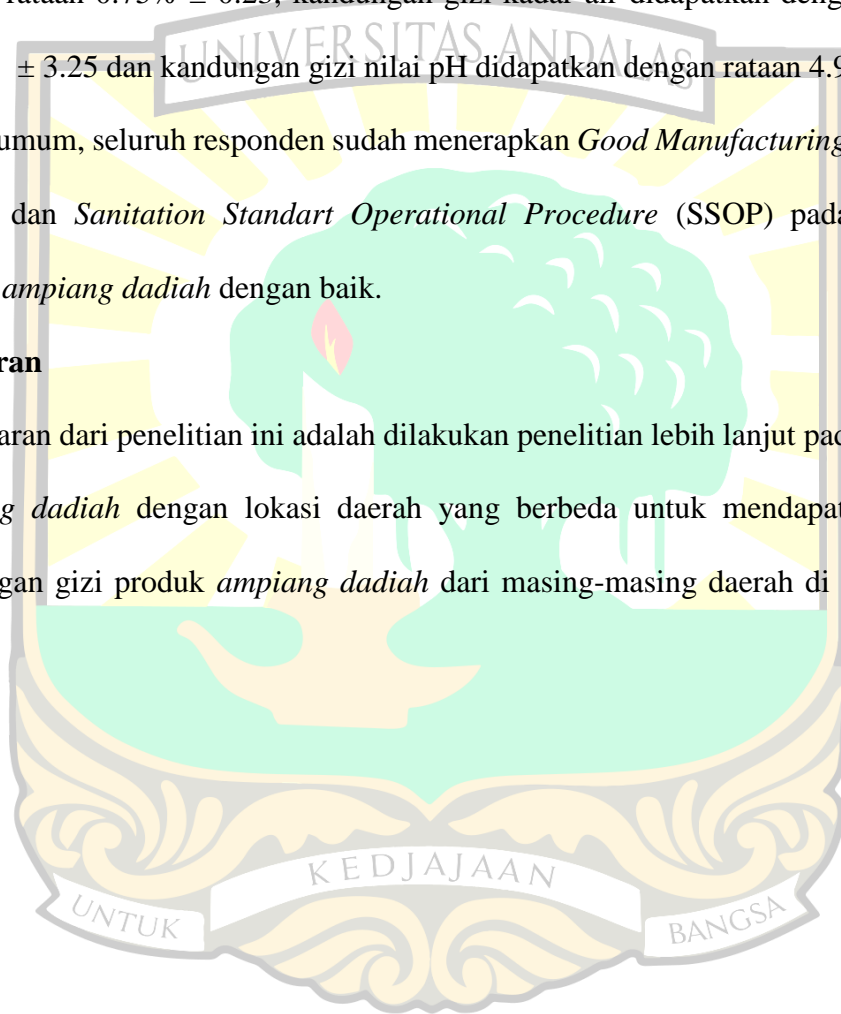 rataan 0.75% ± 0.23, kandungan gizi kadar air didapatkan deng
UNIVERSITAS ANDALAS
± 3.25 dan kandungan gizi nilai pH didapatkan dengan rataan 4.9
umum, seluruh responden sudah menerapkan Good Manufacturing
dan Sanitation Standart Operational Procedure (SSOP) pada
ampiang dadiah dengan baik.
ran
aran dari penelitian ini adalah dilakukan penelitian lebih lanjut pad
g dadiah dengan lokasi daerah yang berbeda untuk mendapat
gan gizi produk ampiang dadiah dari masing-masing daerah di
KEDJAJAAN
UNTUK
BANGSA